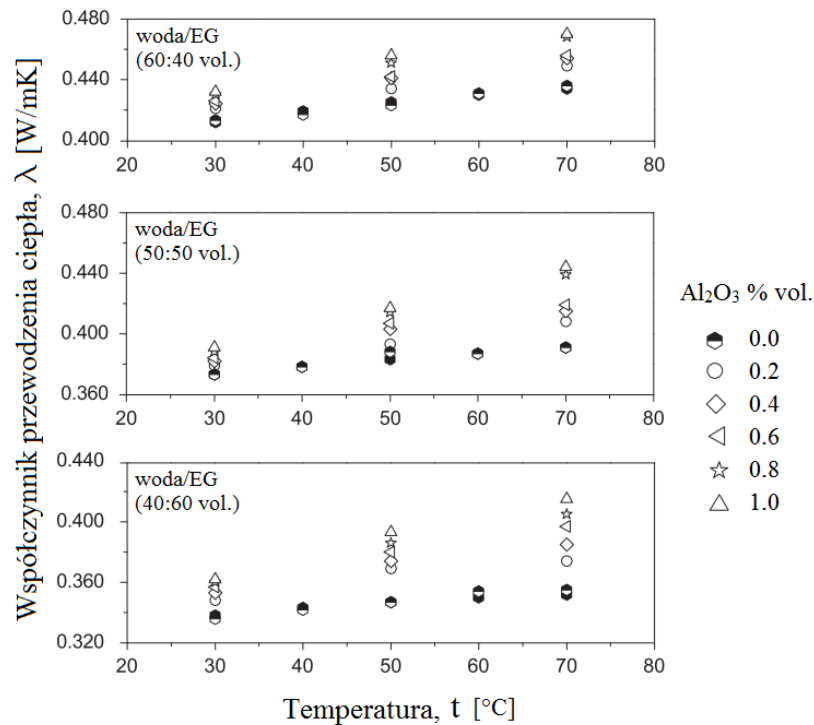 Współczynnik przewodzenia ciepła, λ [W/mK]
woda/EG
(60:40 vol.)
0.480
0.440
0.400
20 30 40 50 60 70 80
woda/EG
(50:50 vol.)
0.480
0.440
0.400
0.360
20 30 40 50 60 70 80
woda/EG
(40:60 vol.)
0.440
0.400
0.360
0.320
20 30 40 50 60 70 80
Temperatura, t [°C]
Al₂O₃ % vol.
0.0
0.2
0.4
0.6
0.8
1.0